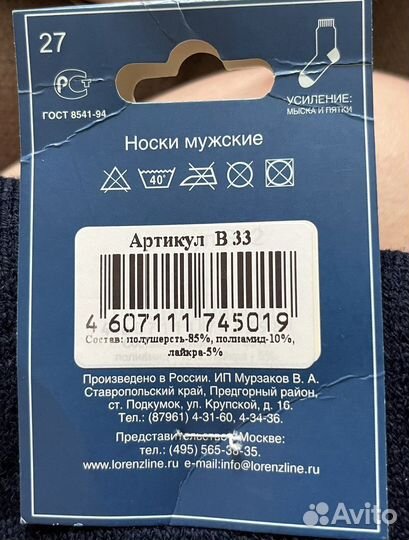 27
УСИЛЕНИЕ:
МЫСКА И ПЯТКИ
ГОСТ 8541-94
Носки мужские
40°
Артикул В 33
4 607111 745019
Состав: полушерсть-85%, полиамид-10%,
лайкра-5%
Произведено в России. ИП Мурзаков В. А.
Ставропольский край, Предгорный район,
ст. Подкумок, ул. Крупской, д. 16.
Тел.: (87961) 4-31-60, 4-34-36.
Представительство в Москве:
тел.: (495) 565-38-35.
www.lorenzline.ru e-mail:info@lorenzline.ru
Avito